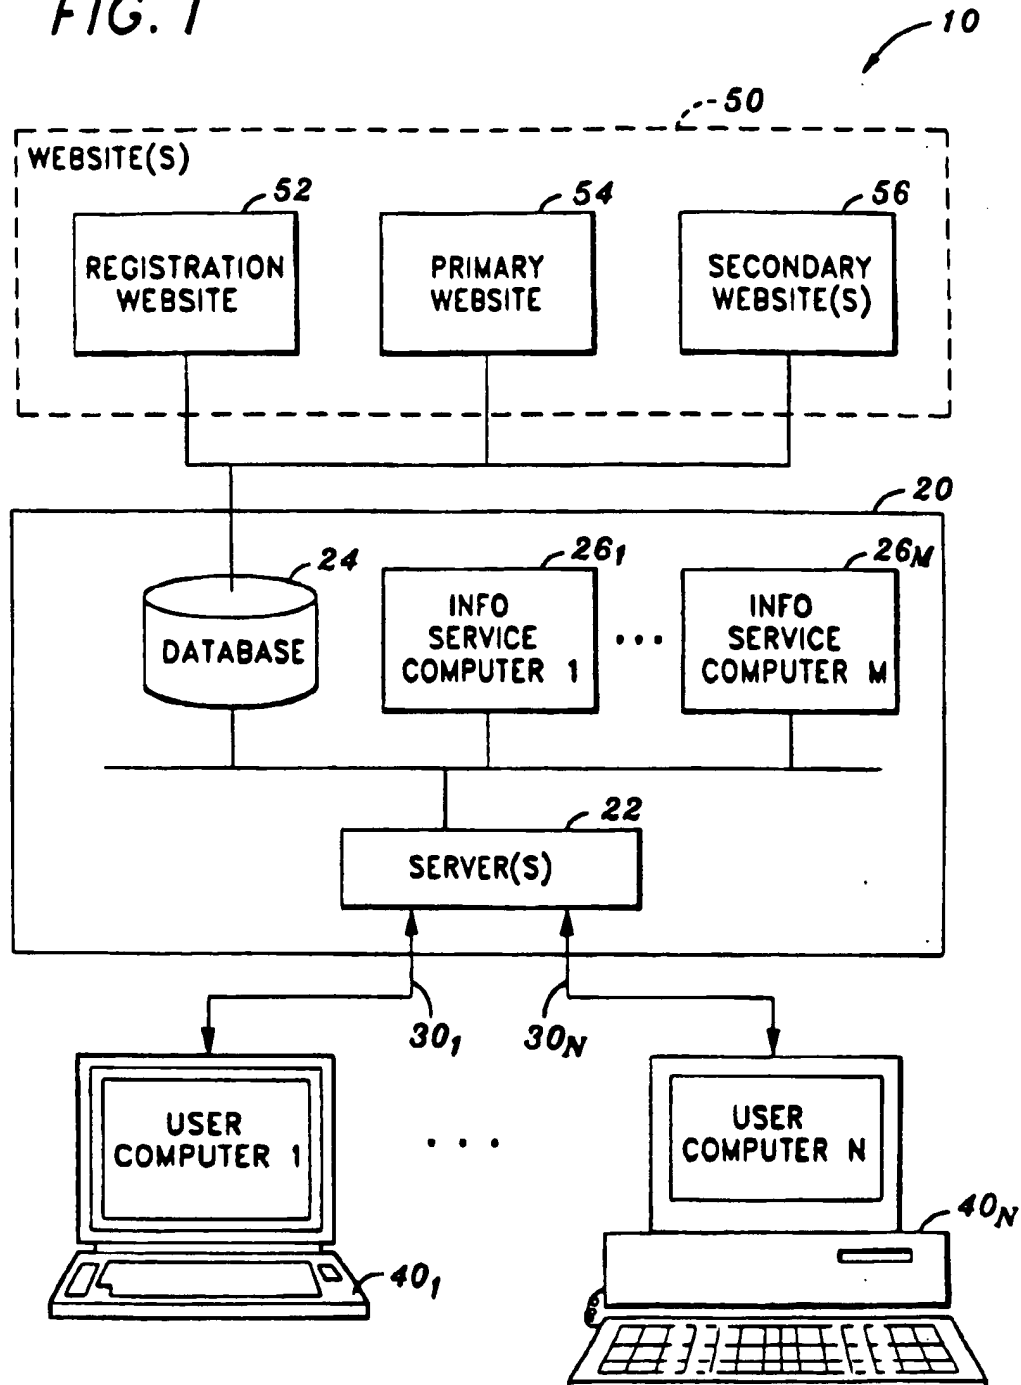 FIG. 1
10
50
WEBSITE(S)
52
54
56
REGISTRATION
WEBSITE
PRIMARY
WEBSITE
SECONDARY
WEBSITE(S)
20
24
26₁
26M
DATABASE
INFO
SERVICE
COMPUTER 1
...
INFO
SERVICE
COMPUTER M
22
SERVER(S)
30₁
30N
USER
COMPUTER 1
...
USER
COMPUTER N
40₁
40N